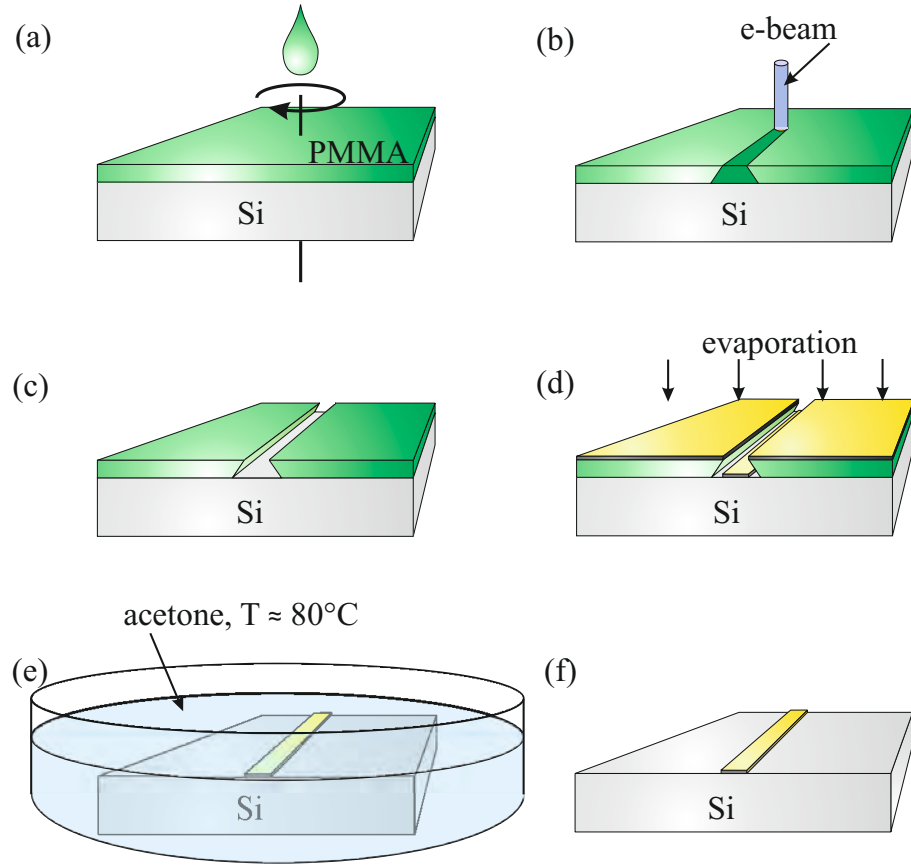 (a)
PMMA
Si
(b)
e-beam
Si
(c)
Si
(d)
evaporation
Si
(e)
acetone, T ≈ 80°C
Si
(f)
Si